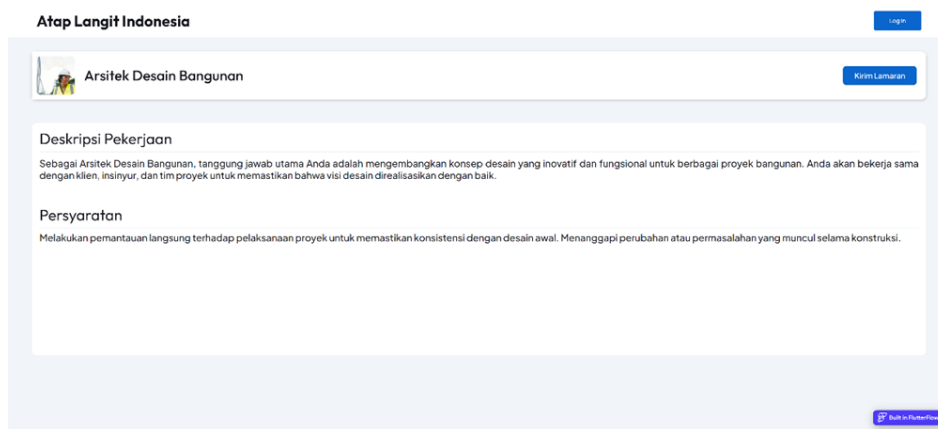 Atap Langit Indonesia
Log In
Arsitek Desain Bangunan
Kirim Lamaran
Deskripsi Pekerjaan
Sebagai Arsitek Desain Bangunan, tanggung jawab utama Anda adalah mengembangkan konsep desain yang inovatif dan fungsional untuk berbagai proyek bangunan. Anda akan bekerja sama
dengan klien, insinyur, dan tim proyek untuk memastikan bahwa visi desain direalisasikan dengan baik.
Persyaratan
Melakukan pemantauan langsung terhadap pelaksanaan proyek untuk memastikan konsistensi dengan desain awal. Menanggapi perubahan atau permasalahan yang muncul selama konstruksi.
Built in FlutterFlow